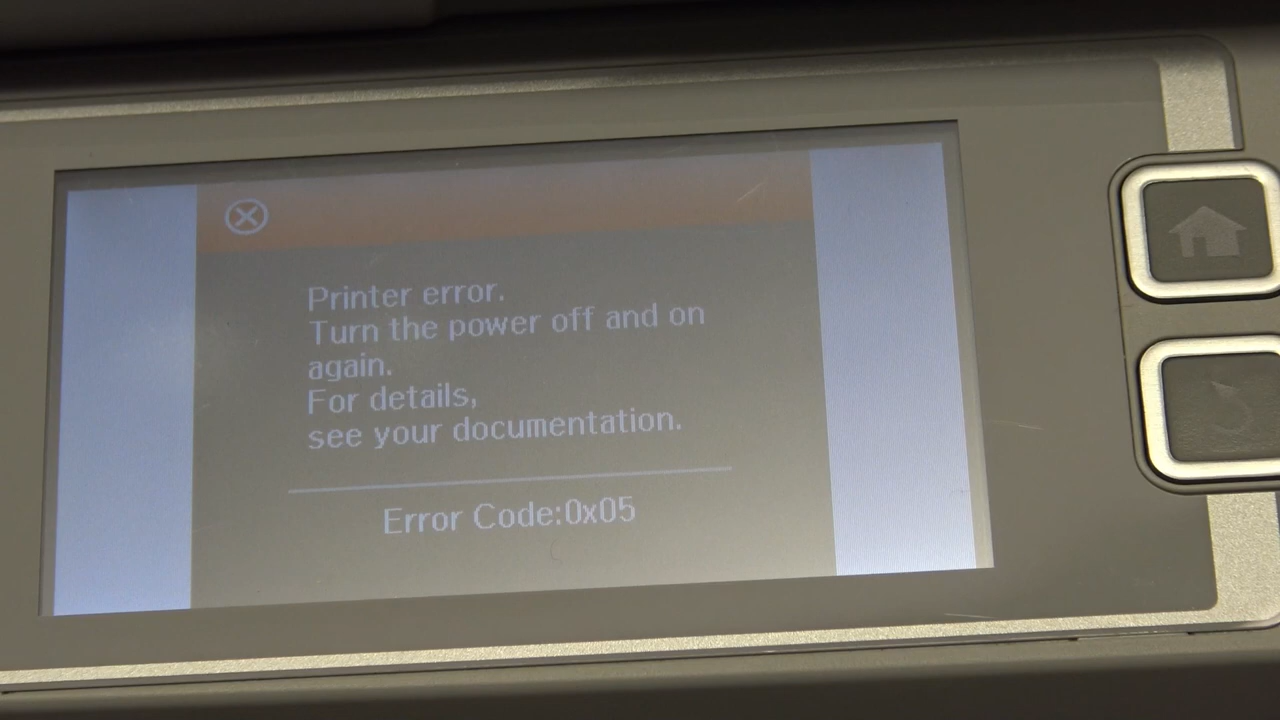 Printer error.
Turn the power off and on
again.
For details,
see your documentation.
Error Code:0x05